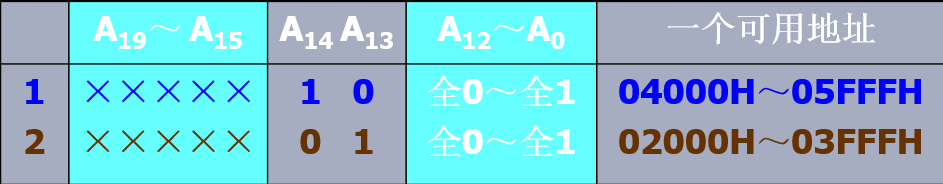 A19～A15 A14 A13 A12～A0 一个可用地址
1 ××××× 1 0 全0～全1 04000H～05FFFH
2 ××××× 0 1 全0～全1 02000H～03FFFH